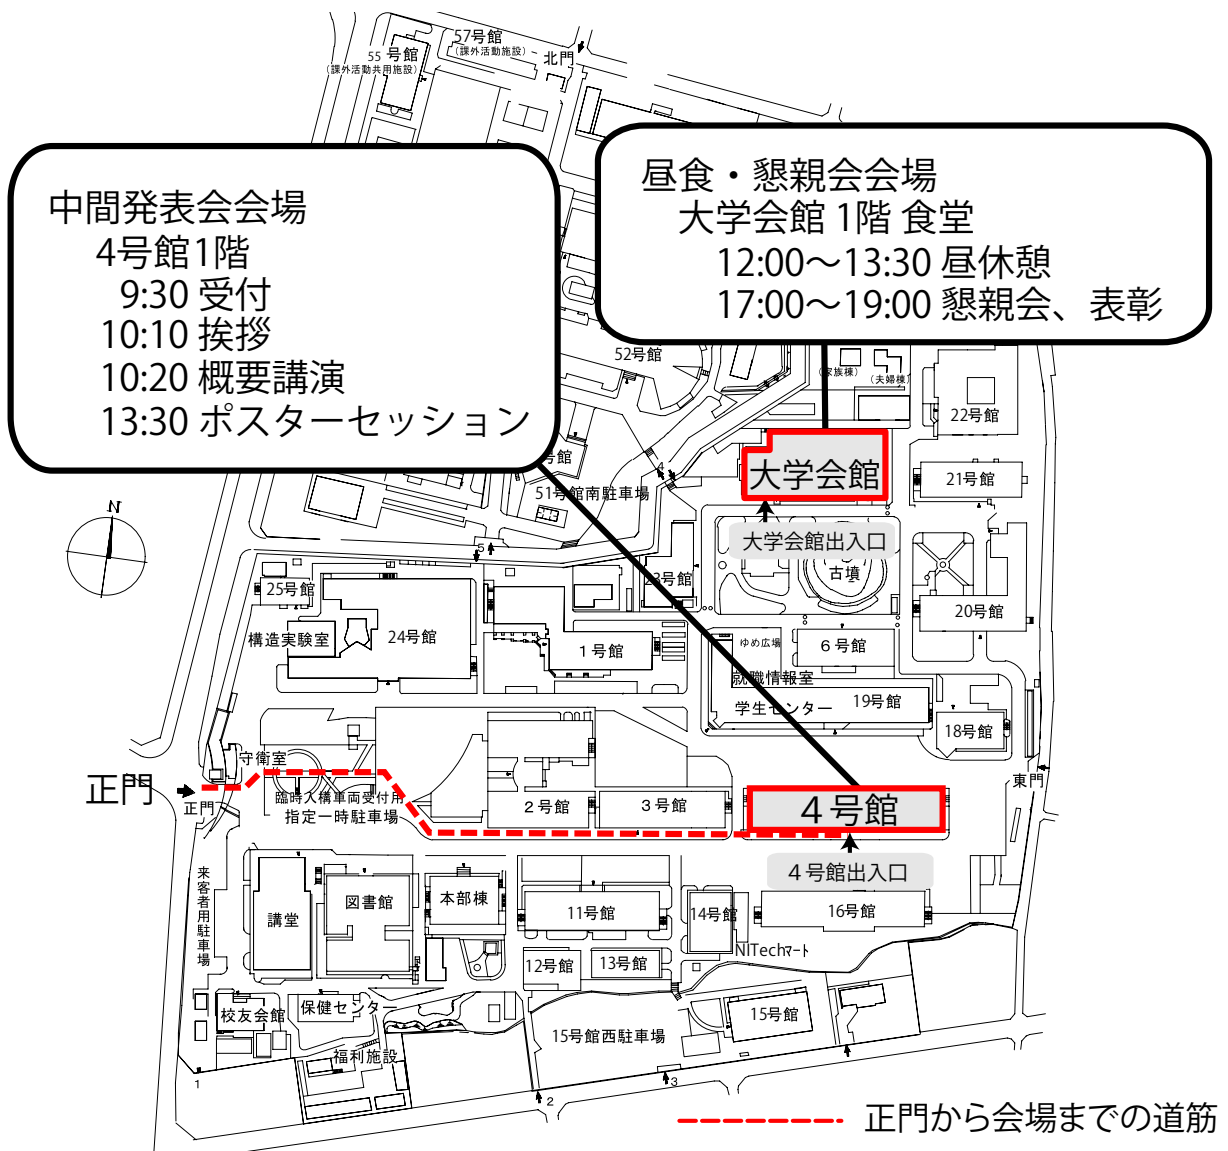 57号館
(課外活動施設)
55 号館
(課外活動共用施設)
北門
中間発表会会場
4号館1階
9:30 受付
10:10 挨拶
10:20 概要講演
13:30 ポスターセッション
昼食・懇親会会場
大学会館 1階 食堂
12:00～13:30 昼休憩
17:00～19:00 懇親会、表彰
52号館
(家族棟)
(夫婦棟)
22号館
号館
4
大学会館
21号館
51号館南駐車場
N
5
大学会館出入口
古墳
23号館
25号館
20号館
構造実験室
24号館
1号館
ゆめ広場
6号館
就職情報室
学生センター
19号館
18号館
守衛室
東門
正門
正門
臨時入構車両受付用
指定一時駐車場
2号館
3号館
4号館
4号館出入口
来客者用駐車場
講堂
図書館
本部棟
11号館
14号館
16号館
NITechマート
12号館
13号館
校友会館
保健センター
15号館
15号館西駐車場
福利施設
1
2
3
正門から会場までの道筋